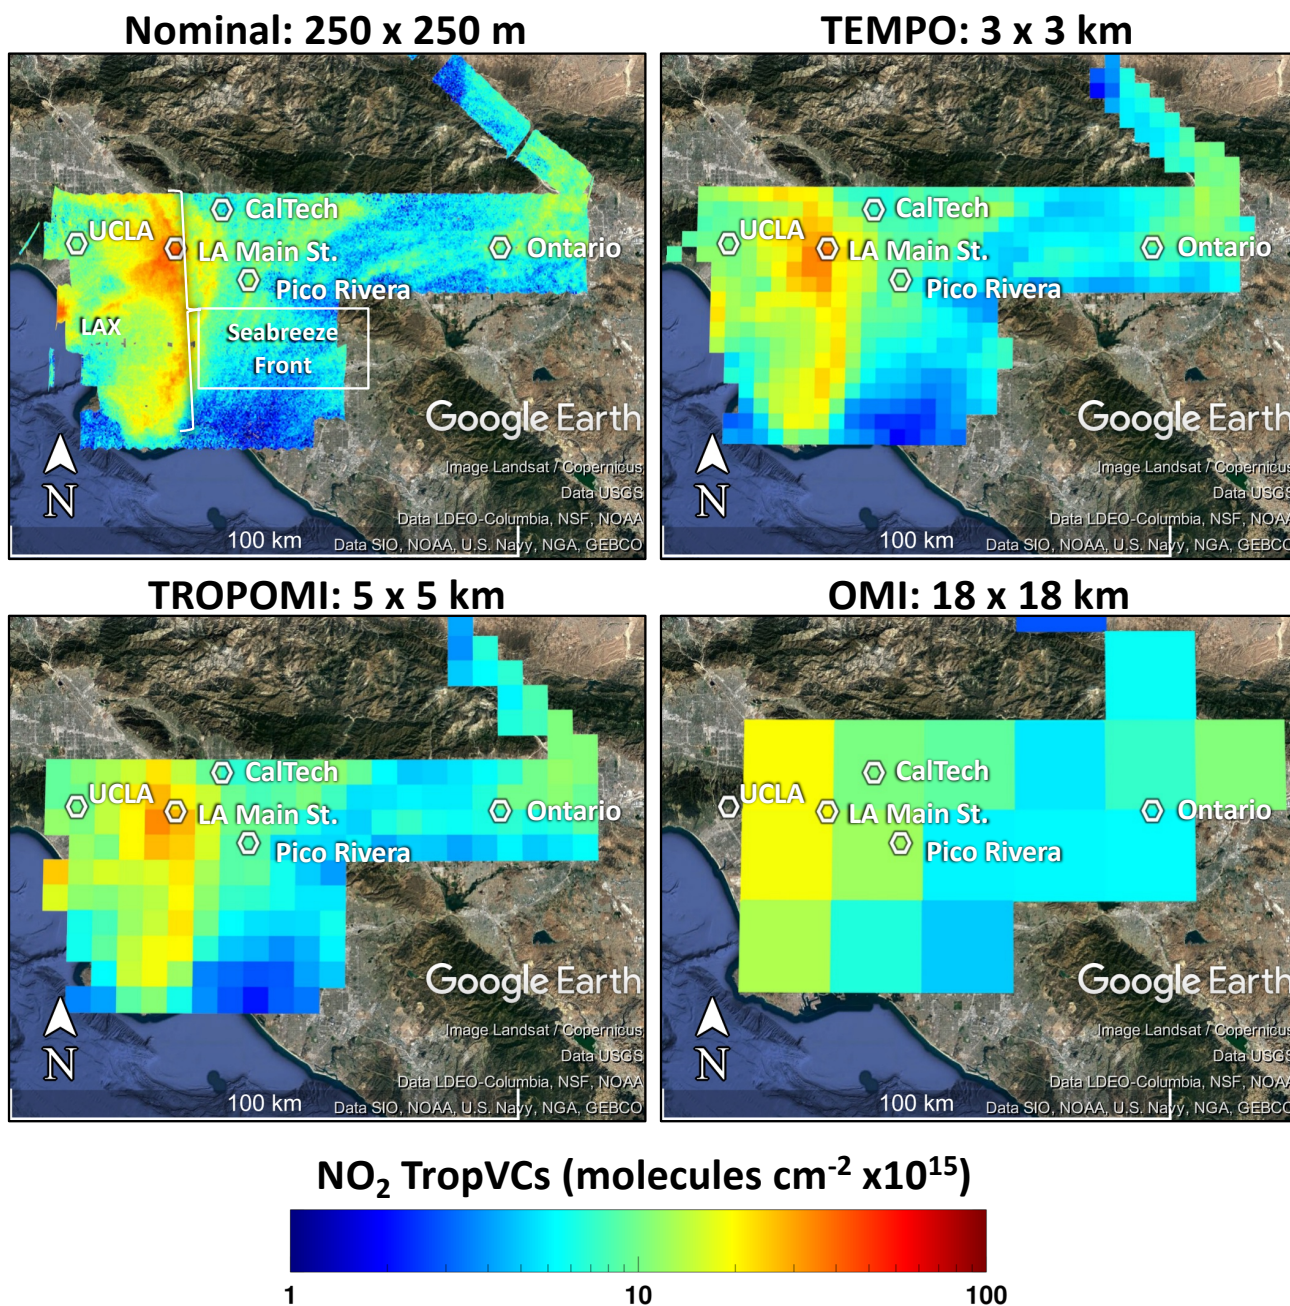 Nominal: 250 x 250 m
UCLA
CalTech
LA Main St.
Ontario
Pico Rivera
LAX
Seabreeze
Front
Google Earth
Image Landsat / Copernicus
Data USGS
Data LDEO-Columbia, NSF, NOAA
Data SIO, NOAA, U.S. Navy, NGA, GEBCO
N
100 km
TEMPO: 3 x 3 km
UCLA
CalTech
LA Main St.
Ontario
Pico Rivera
Google Earth
Image Landsat / Copernicus
Data USGS
Data LDEO-Columbia, NSF, NOAA
Data SIO, NOAA, U.S. Navy, NGA, GEBCO
N
100 km
TROPOMI: 5 x 5 km
UCLA
CalTech
LA Main St.
Ontario
Pico Rivera
Google Earth
Image Landsat / Copernicus
Data USGS
Data LDEO-Columbia, NSF, NOAA
Data SIO, NOAA, U.S. Navy, NGA, GEBCO
N
100 km
OMI: 18 x 18 km
UCLA
CalTech
LA Main St.
Ontario
Pico Rivera
Google Earth
Image Landsat / Copernicus
Data USGS
Data LDEO-Columbia, NSF, NOAA
Data SIO, NOAA, U.S. Navy, NGA, GEBCO
N
100 km
NO₂ TropVCs (molecules cm⁻² x10¹⁵)
1 10 100